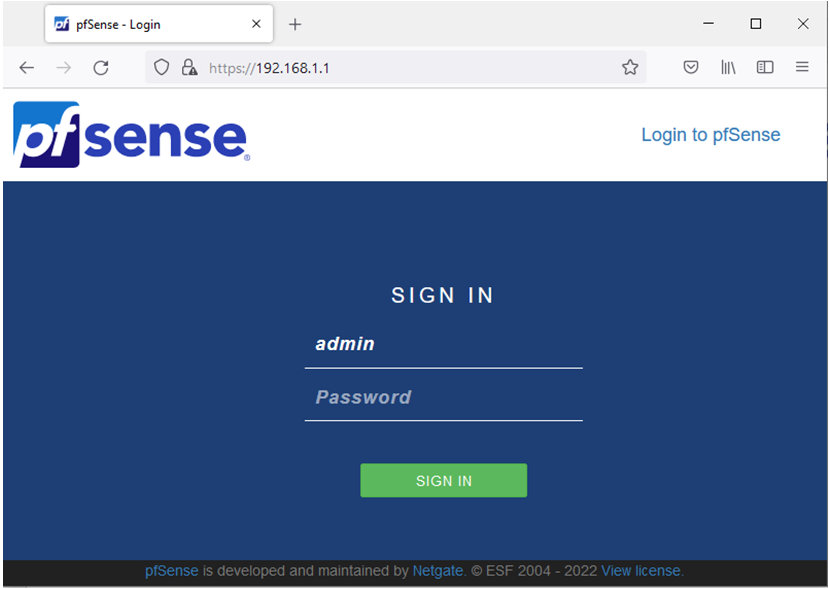 pfSense - Login
https://192.168.1.1
pfsense®
Login to pfSense
SIGN IN
admin
Password
SIGN IN
pfSense is developed and maintained by Netgate. © ESF 2004 - 2022 View license.